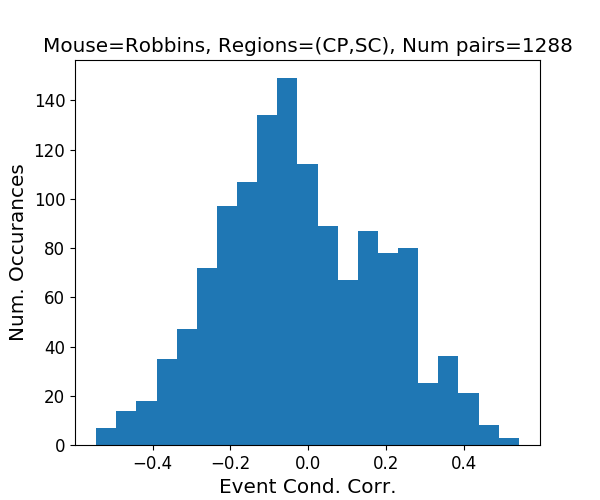 Mouse=Robbins, Regions=(CP,SC), Num pairs=1288
140
120
100
80
60
40
20
0
Num. Occurances
−0.4 −0.2 0.0 0.2 0.4
Event Cond. Corr.